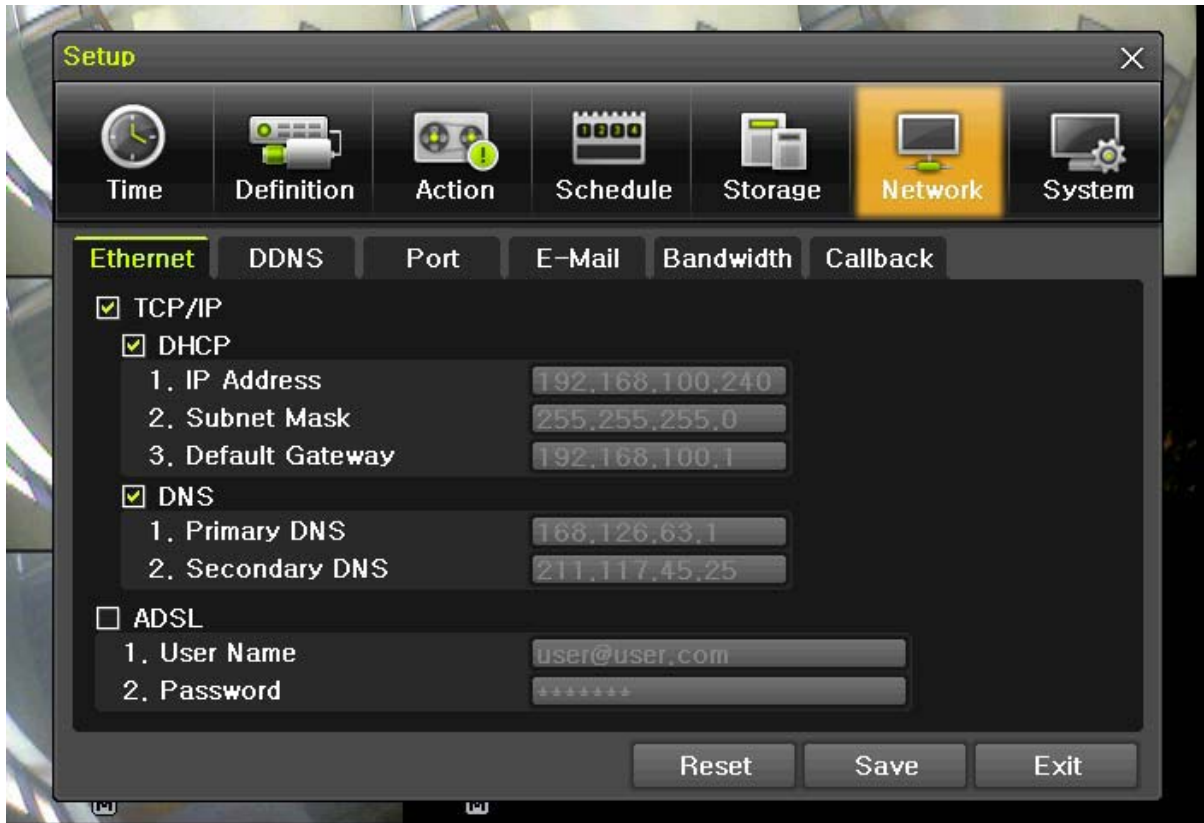 Setup
Time Definition Action Schedule Storage Network System
Ethernet DDNS Port E-Mail Bandwidth Callback
TCP/IP
DHCP
1. IP Address 192.168.100.240
2. Subnet Mask 255.255.255.0
3. Default Gateway 192.168.100.1
DNS
1. Primary DNS 168.126.63.1
2. Secondary DNS 211.117.45.25
ADSL
1. User Name user@user.com
2. Password *******
Reset Save Exit
M M